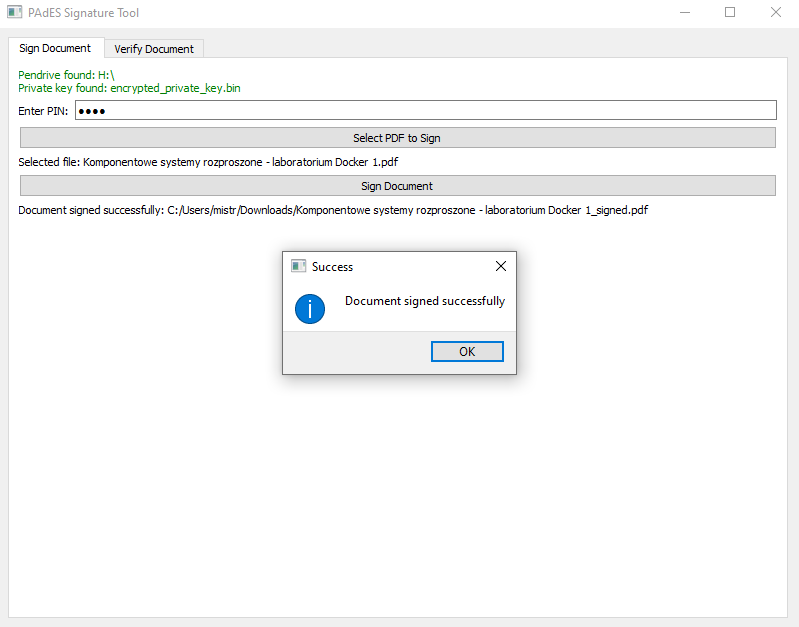 PAdES Signature Tool
Sign Document
Verify Document
Pendrive found: H:\
Private key found: encrypted_private_key.bin
Enter PIN: ●●●●
Select PDF to Sign
Selected file: Komponentowe systemy rozproszone - laboratorium Docker 1.pdf
Sign Document
Document signed successfully: C:/Users/mistr/Downloads/Komponentowe systemy rozproszone - laboratorium Docker 1_signed.pdf
Success
Document signed successfully
OK